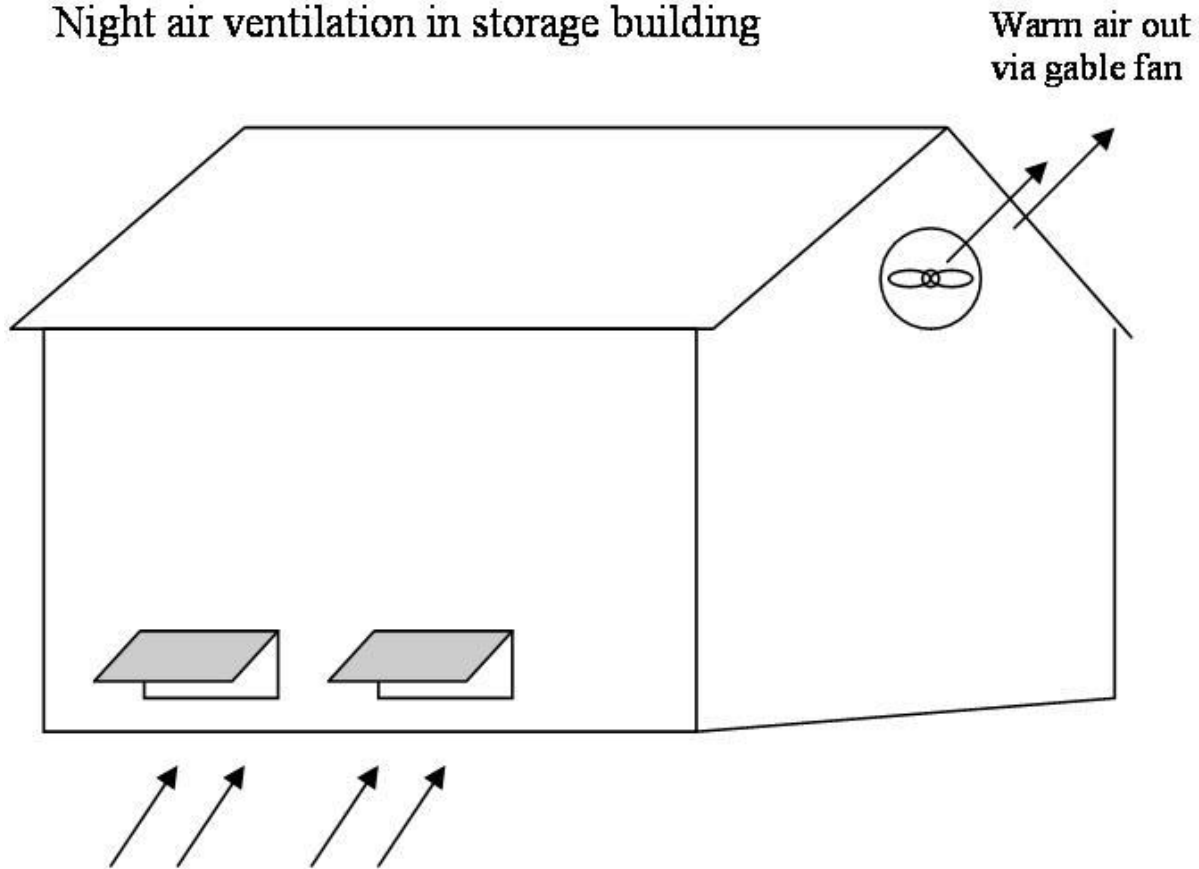 Night air ventilation in storage building
Warm air out
via gable fan